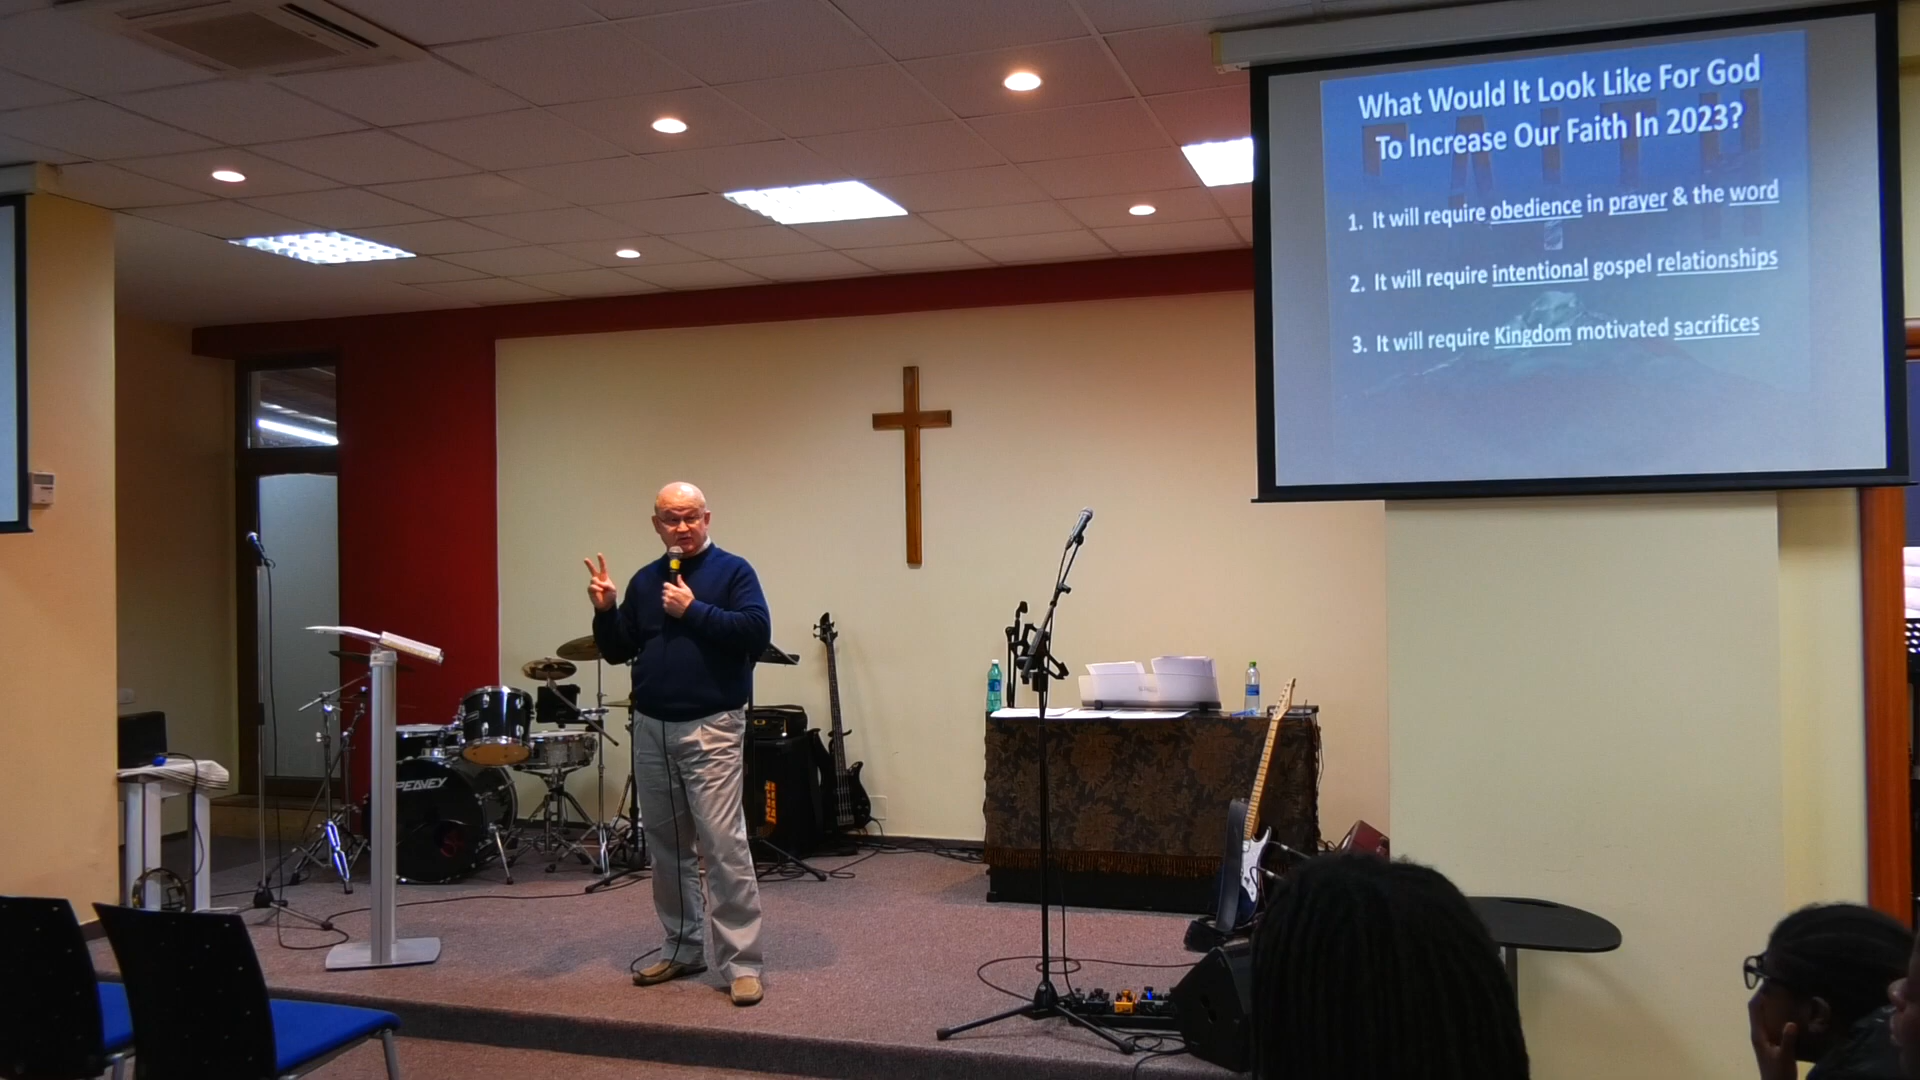 What Would It Look Like For God
To Increase Our Faith In 2023?
FAITH
1. It will require obedience in prayer & the word
2. It will require intentional gospel relationships
3. It will require Kingdom motivated sacrifices
PEAVEY